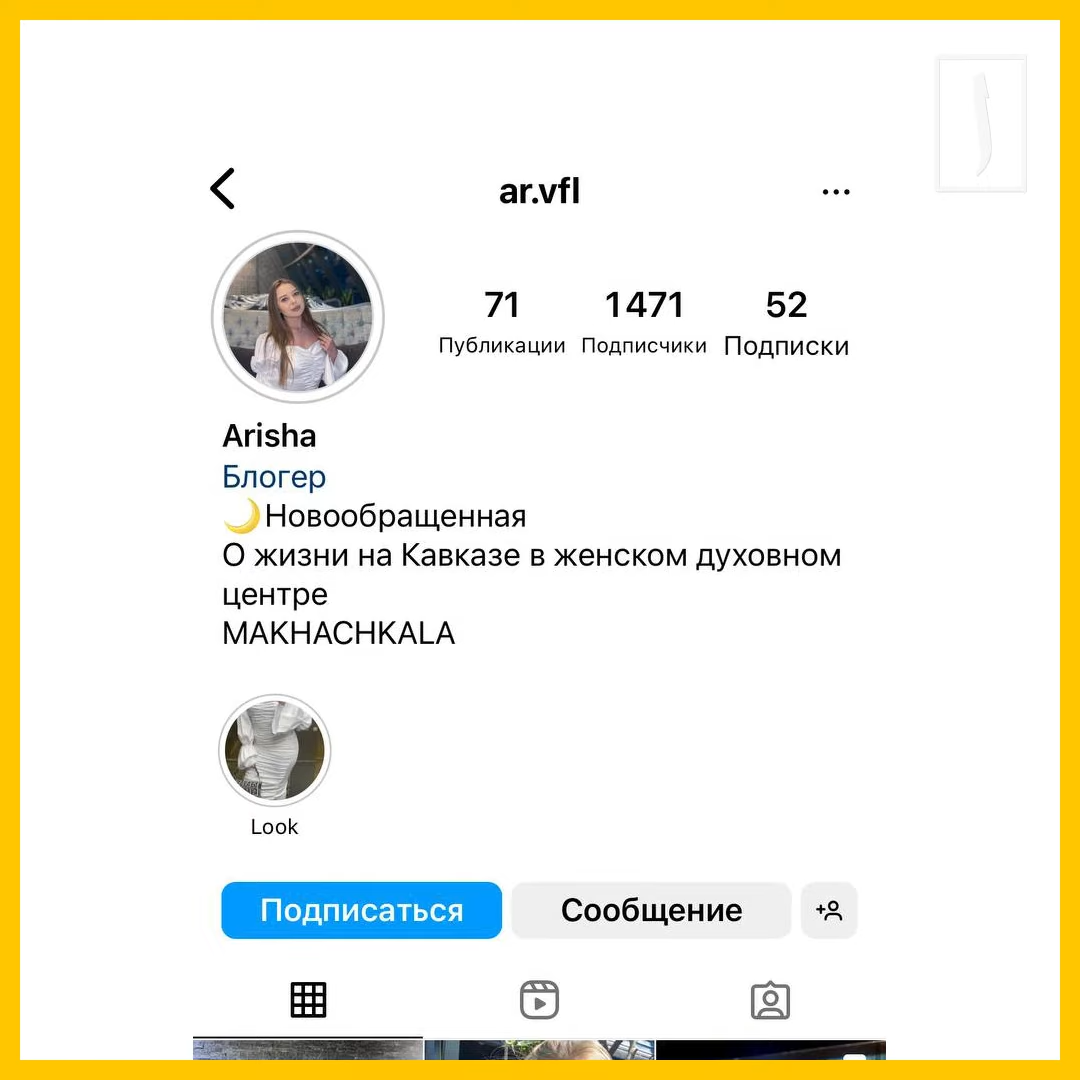 ar.vfl
71 1471 52
Публикации Подписчики Подписки
Arisha
Блогер
🌙Новообращенная
О жизни на Кавказе в женском духовном
центре
MAKHACHKALA
Look
Подписаться Сообщение